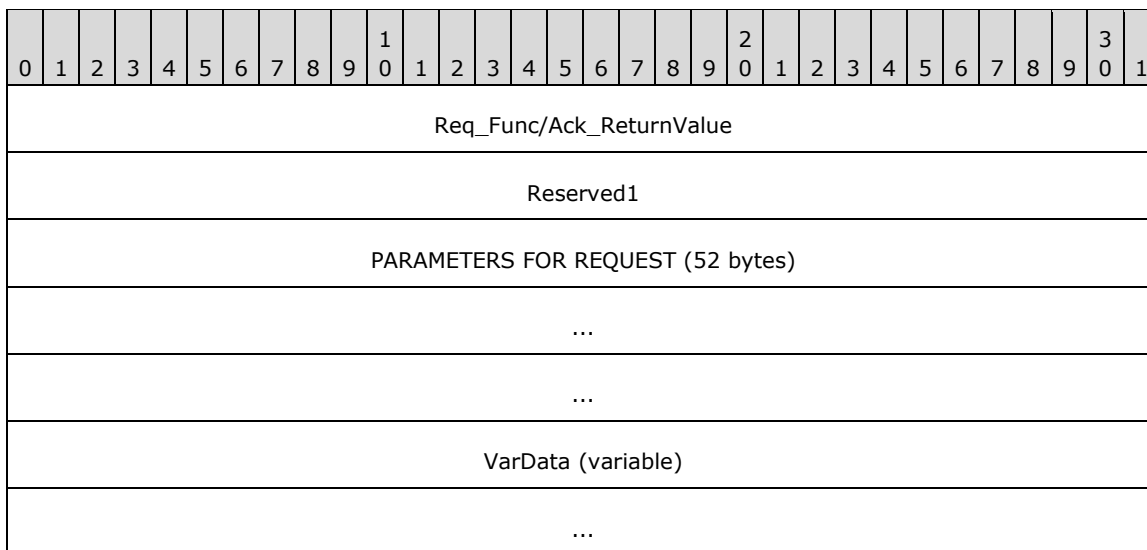 1 2 3
0 1 2 3 4 5 6 7 8 9 0 1 2 3 4 5 6 7 8 9 0 1 2 3 4 5 6 7 8 9 0 1
Req_Func/Ack_ReturnValue
Reserved1
PARAMETERS FOR REQUEST (52 bytes)
...
...
VarData (variable)
...